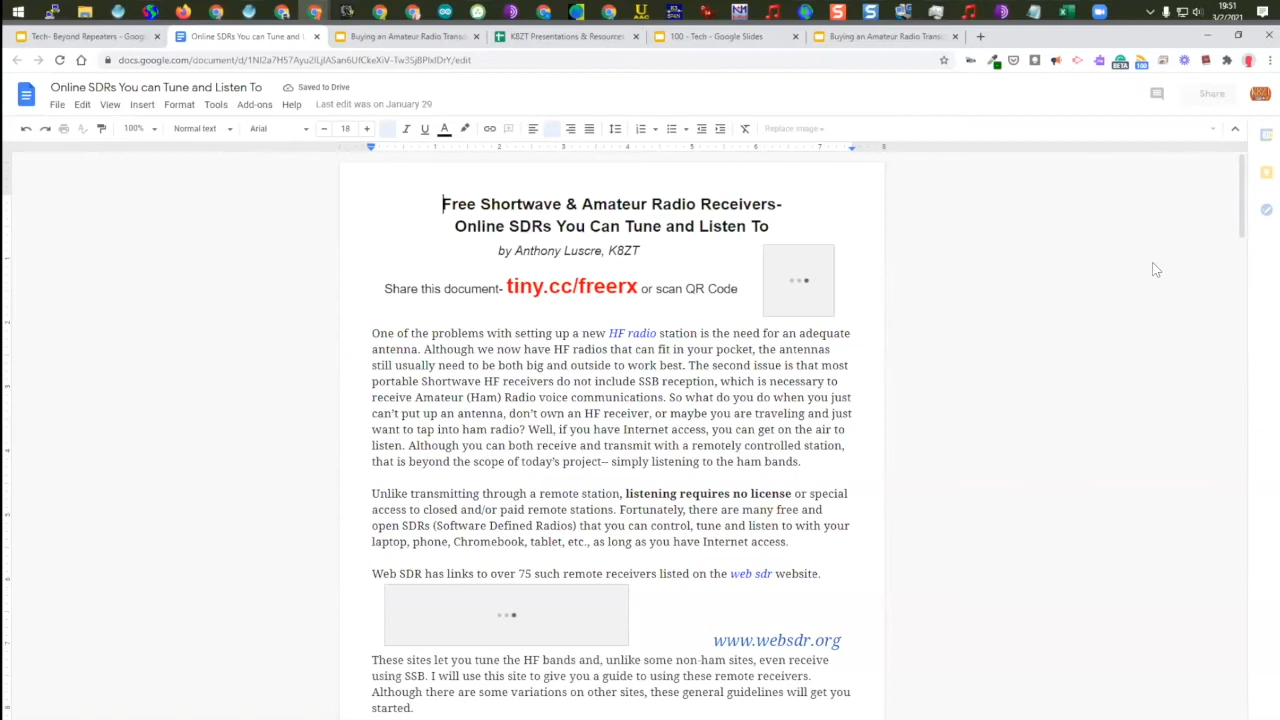 19:51
3/2/2021
Tech- Beyond Repeaters - Goog
Online SDRs You can Tune and L
Buying an Amateur Radio Transc
K8ZT Presentations & Resources
100 - Tech - Google Slides
Buying an Amateur Radio Transc
docs.google.com/document/d/1Nl2a7H57Ayu2lLjlASan6UfCkeXiV-Tw3SjBPlxlDrY/edit
Online SDRs You can Tune and Listen To
Saved to Drive
File Edit View Insert Format Tools Add-ons Help Last edit was on January 29
Share
100% Normal text Arial 18 Replace image
1 1 2 3 4 5 6 7 8
Free Shortwave & Amateur Radio Receivers-
Online SDRs You Can Tune and Listen To
by Anthony Luscre, K8ZT
Share this document- tiny.cc/freerx or scan QR Code
One of the problems with setting up a new HF radio station is the need for an adequate
antenna. Although we now have HF radios that can fit in your pocket, the antennas
still usually need to be both big and outside to work best. The second issue is that most
portable Shortwave HF receivers do not include SSB reception, which is necessary to
receive Amateur (Ham) Radio voice communications. So what do you do when you just
can't put up an antenna, don't own an HF receiver, or maybe you are traveling and just
want to tap into ham radio? Well, if you have Internet access, you can get on the air to
listen. Although you can both receive and transmit with a remotely controlled station,
that is beyond the scope of today's project-- simply listening to the ham bands.
Unlike transmitting through a remote station, listening requires no license or special
access to closed and/or paid remote stations. Fortunately, there are many free and
open SDRs (Software Defined Radios) that you can control, tune and listen to with your
laptop, phone, Chromebook, tablet, etc., as long as you have Internet access.
Web SDR has links to over 75 such remote receivers listed on the web sdr website.
www.websdr.org
These sites let you tune the HF bands and, unlike some non-ham sites, even receive
using SSB. I will use this site to give you a guide to using these remote receivers.
Although there are some variations on other sites, these general guidelines will get you
started.